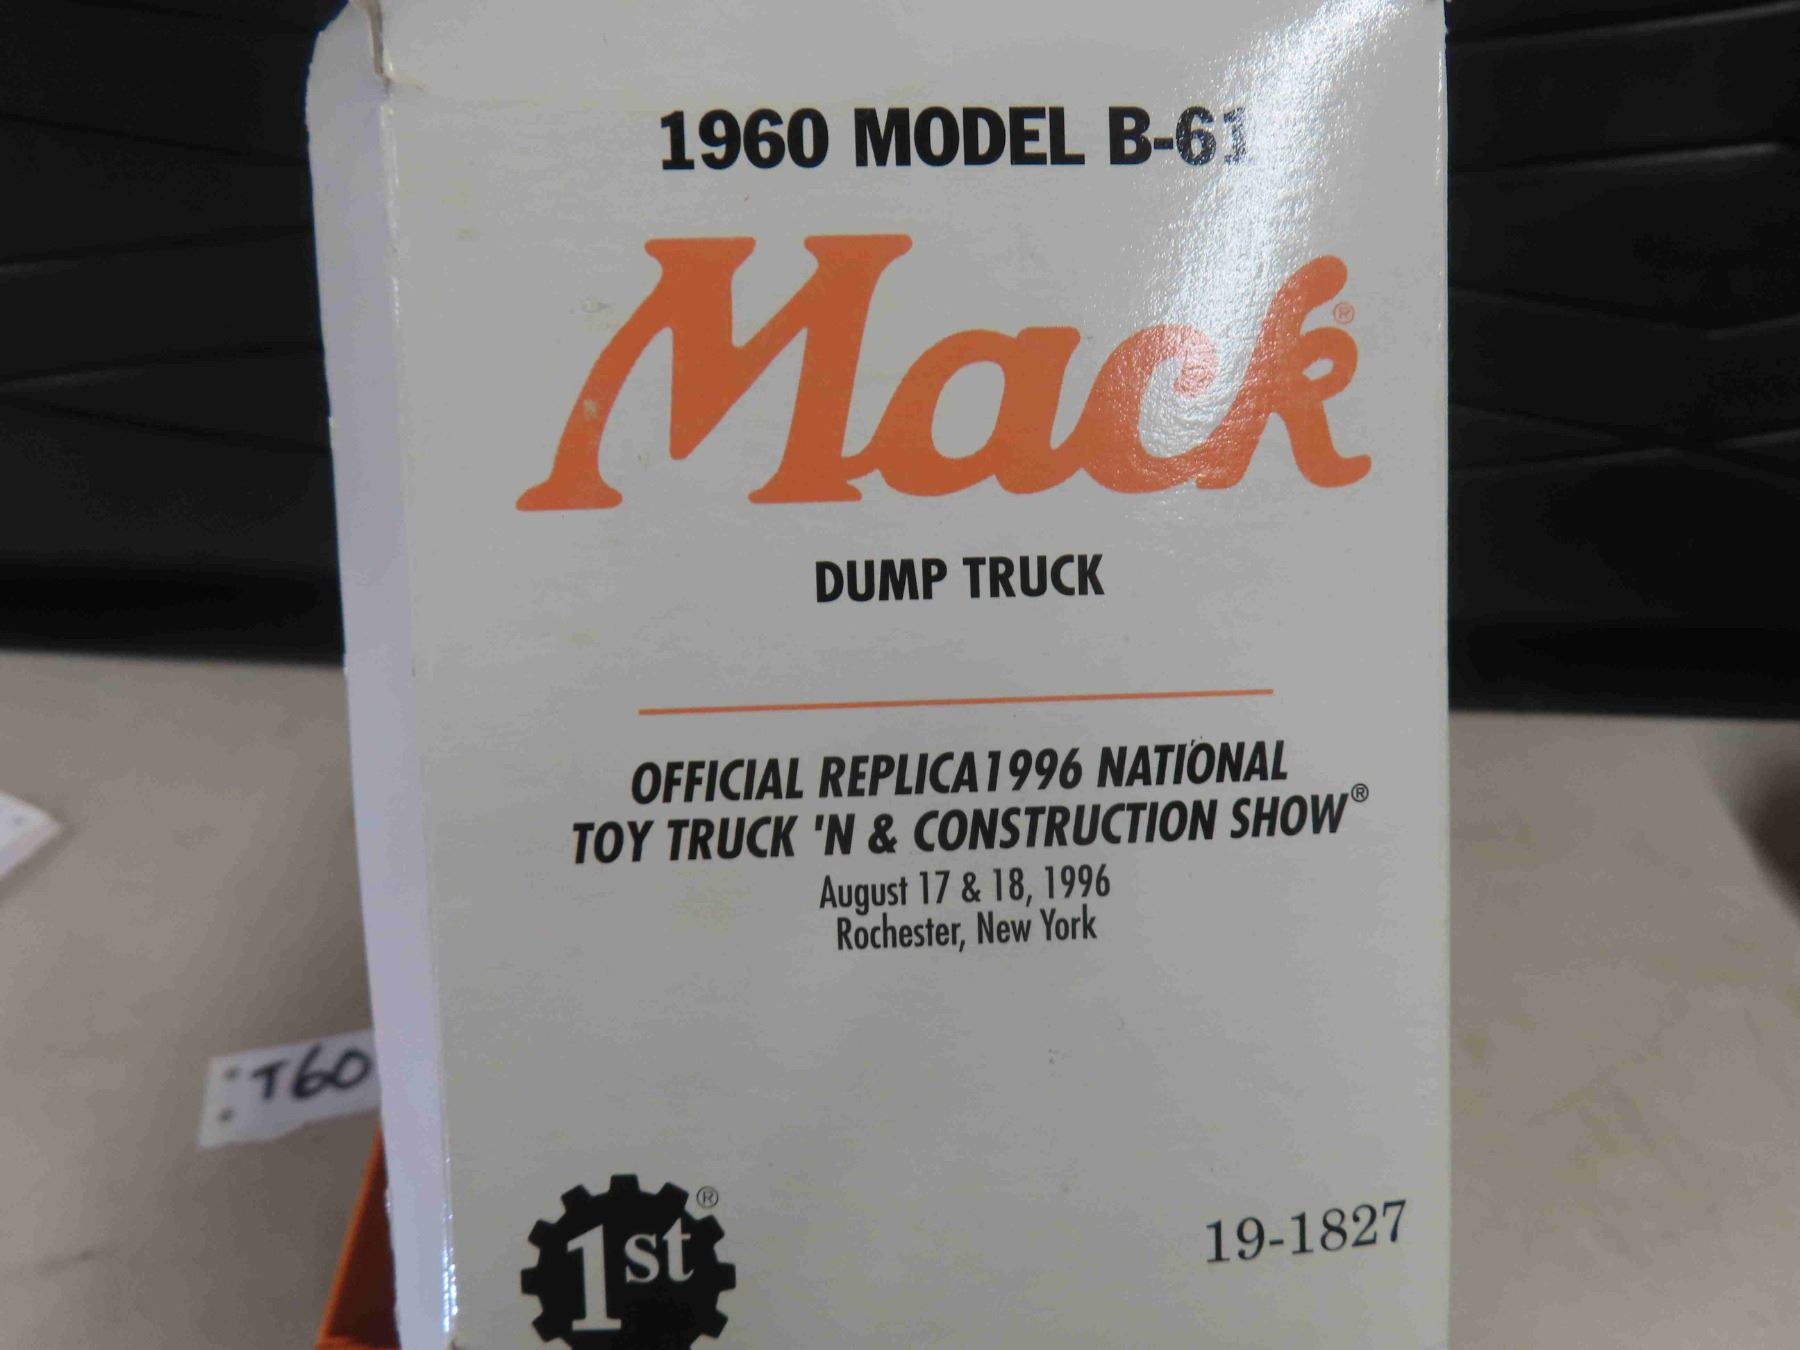 1960 MODEL B-61
Mack®
DUMP TRUCK
OFFICIAL REPLICA1996 NATIONAL
TOY TRUCK 'N & CONSTRUCTION SHOW®
August 17 & 18, 1996
Rochester, New York
T60
1st®
19-1827